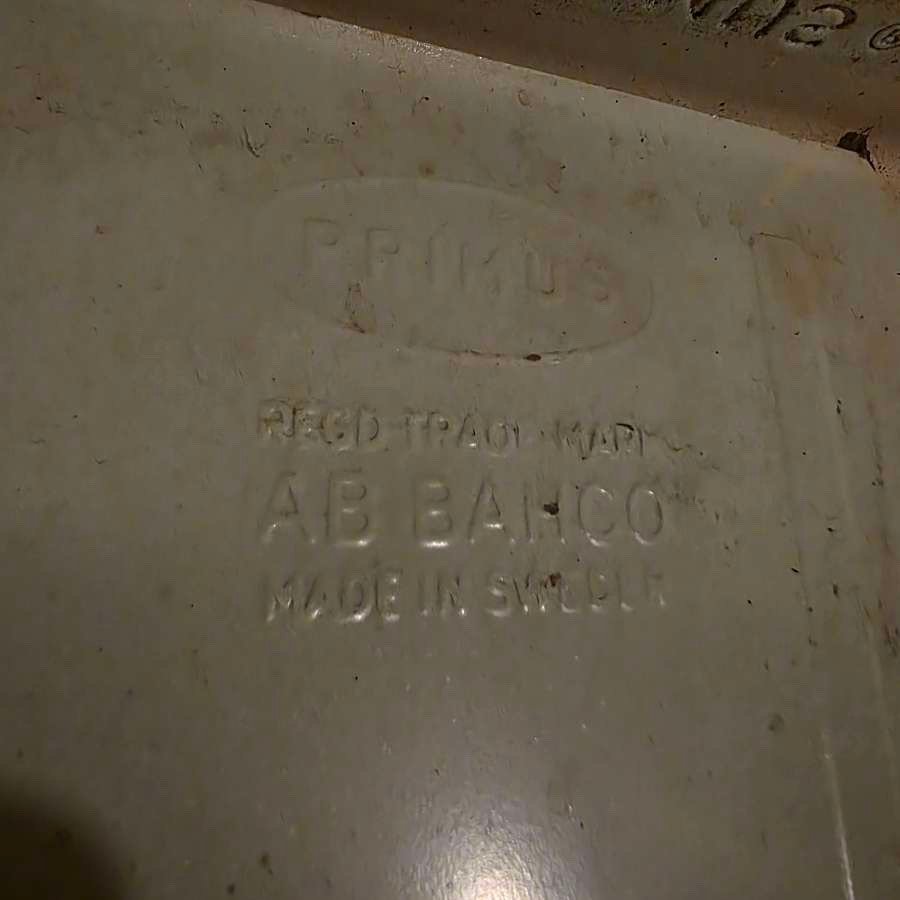 PRIMUS
REGD. TRADE MARK
AB BAHCO
MADE IN SWEDEN